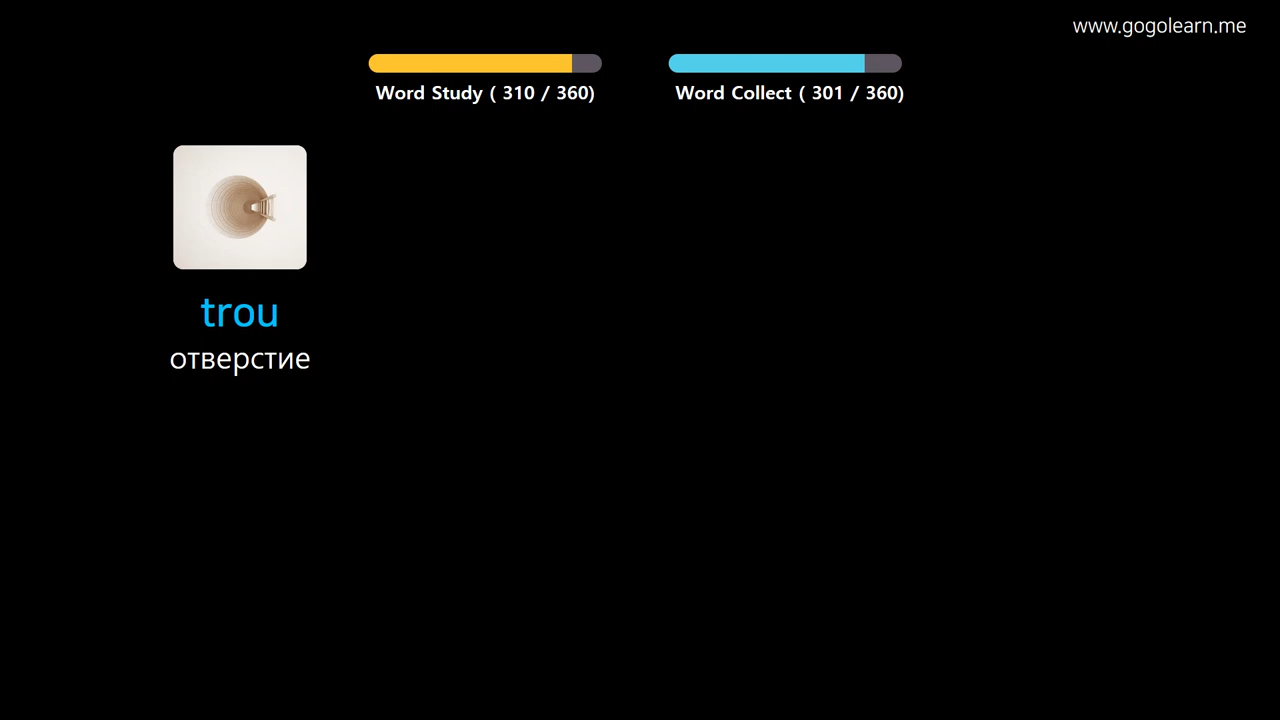 www.gogolearn.me
Word Study ( 310 / 360)
Word Collect ( 301 / 360)
trou
отверстие